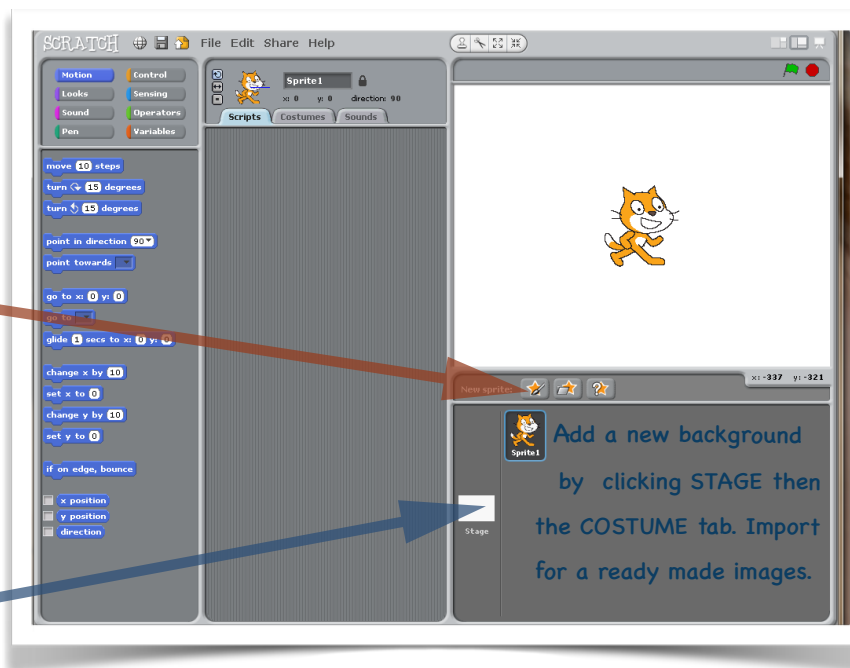 SCRATCH File Edit Share Help
Motion Control
Looks Sensing
Sound Operators
Pen Variables
Sprite1
x: 0 y: 0 direction: 90
Scripts Costumes Sounds
move 10 steps
turn 15 degrees
turn 15 degrees
point in direction 90
point towards
go to x: 0 y: 0
go to
glide 1 secs to x: 0 y: 0
change x by 10
set x to 0
change y by 10
set y to 0
if on edge, bounce
x position
y position
direction
x: -337 y: -321
New sprite:
Sprite1
Stage
Add a new background
by clicking STAGE then
the COSTUME tab. Import
for a ready made images.